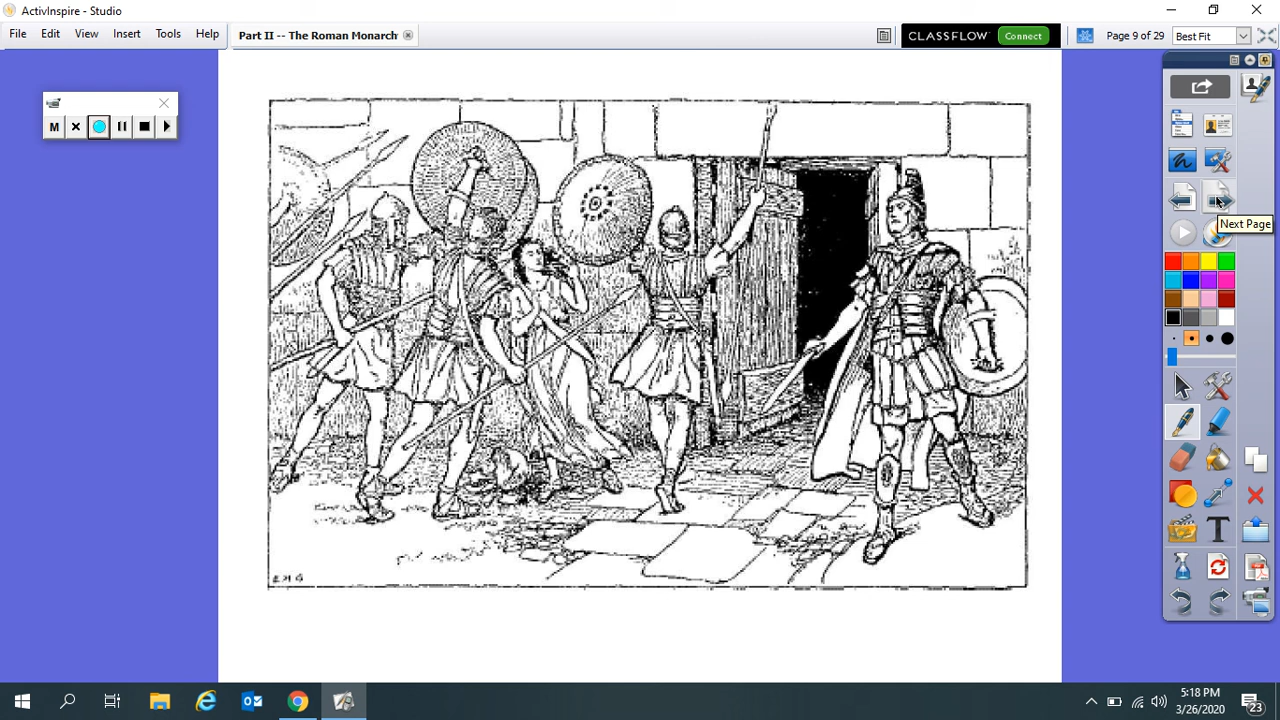 ActivInspire - Studio
File Edit View Insert Tools Help
Part II -- The Roman Monarch
CLASSFLOW Connect
Page 9 of 29
Best Fit
M
Next Page
T
5:18 PM
3/26/2020
23